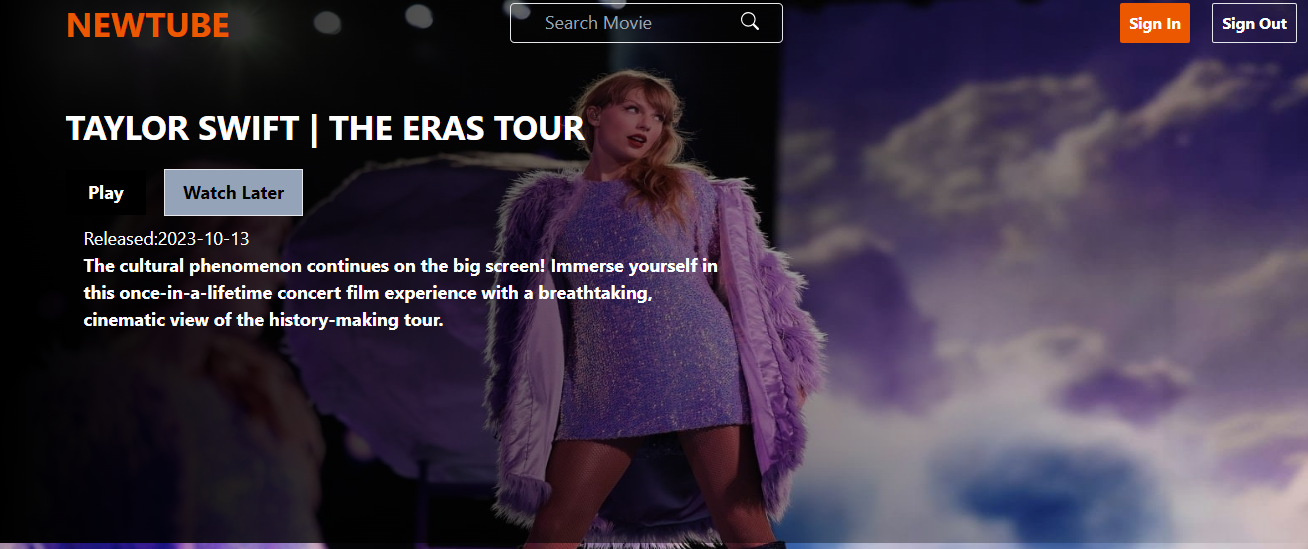 NEWTUBE
Search Movie
Sign In
Sign Out
TAYLOR SWIFT | THE ERAS TOUR
Play
Watch Later
Released:2023-10-13
The cultural phenomenon continues on the big screen! Immerse yourself in
this once-in-a-lifetime concert film experience with a breathtaking,
cinematic view of the history-making tour.